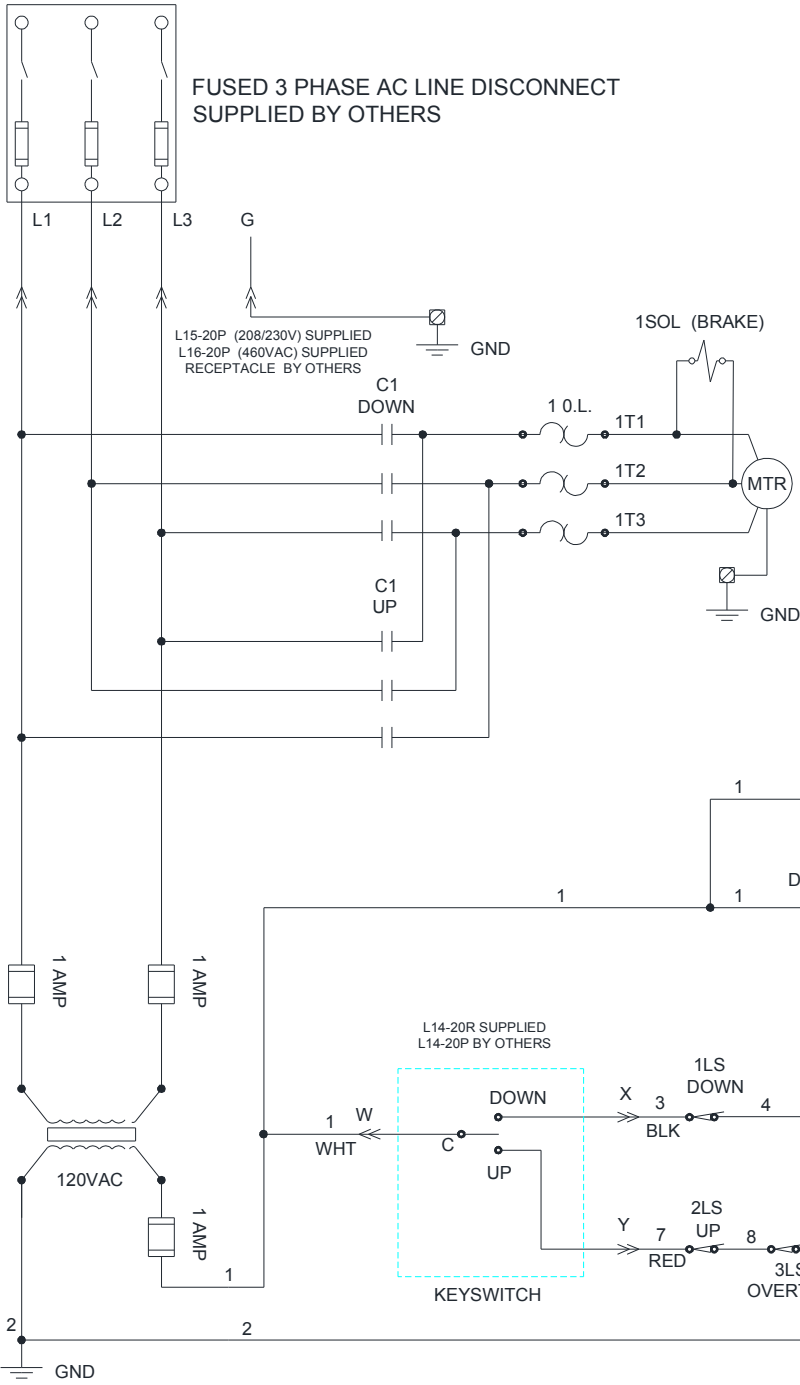 FUSED 3 PHASE AC LINE DISCONNECT
SUPPLIED BY OTHERS
L1
L2
L3
G
L15-20P (208/230V) SUPPLIED
L16-20P (460VAC) SUPPLIED
RECEPTACLE BY OTHERS
GND
1SOL (BRAKE)
C1
DOWN
1 0.L.
1T1
1T2
MTR
1T3
C1
UP
GND
1
1
1
D
1 AMP
1 AMP
L14-20R SUPPLIED
L14-20P BY OTHERS
DOWN
X
3
BLK
1LS
DOWN
4
1
W
WHT
C
UP
120VAC
1 AMP
Y
7
RED
2LS
UP
8
3LS
OVERT
1
KEYSWITCH
2
2
GND